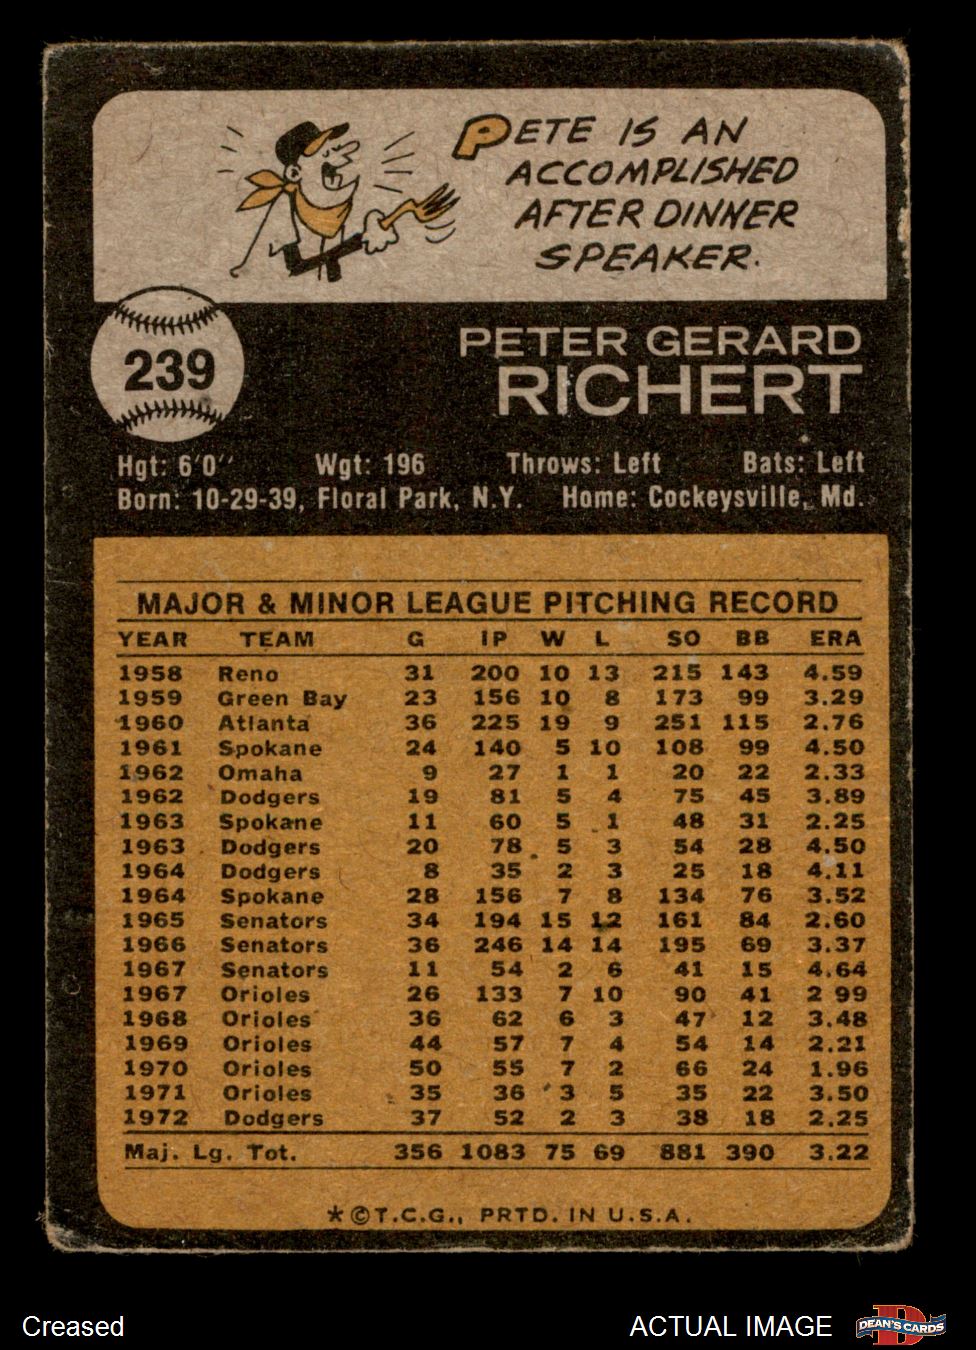 PETE IS AN
ACCOMPLISHED
AFTER DINNER
SPEAKER.
239
PETER GERARD
RICHERT
Hgt: 6'0'' Wgt: 196 Throws: Left Bats: Left
Born: 10-29-39, Floral Park, N.Y. Home: Cockeysville, Md.
MAJOR & MINOR LEAGUE PITCHING RECORD
YEAR TEAM G IP W L SO BB ERA
1958 Reno 31 200 10 13 215 143 4.59
1959 Green Bay 23 156 10 8 173 99 3.29
1960 Atlanta 36 225 19 9 251 115 2.76
1961 Spokane 24 140 5 10 108 99 4.50
1962 Omaha 9 27 1 1 20 22 2.33
1962 Dodgers 19 81 5 4 75 45 3.89
1963 Spokane 11 60 5 1 48 31 2.25
1963 Dodgers 20 78 5 3 54 28 4.50
1964 Dodgers 8 35 2 3 25 18 4.11
1964 Spokane 28 156 7 8 134 76 3.52
1965 Senators 34 194 15 12 161 84 2.60
1966 Senators 36 246 14 14 195 69 3.37
1967 Senators 11 54 2 6 41 15 4.64
1967 Orioles 26 133 7 10 90 41 2 99
1968 Orioles 36 62 6 3 47 12 3.48
1969 Orioles 44 57 7 4 54 14 2.21
1970 Orioles 50 55 7 2 66 24 1.96
1971 Orioles 35 36 3 5 35 22 3.50
1972 Dodgers 37 52 2 3 38 18 2.25
Maj. Lg. Tot. 356 1083 75 69 881 390 3.22
*©T.C.G., PRTD. IN U.S.A.
Creased ACTUAL IMAGE D DEAN'S CARDS